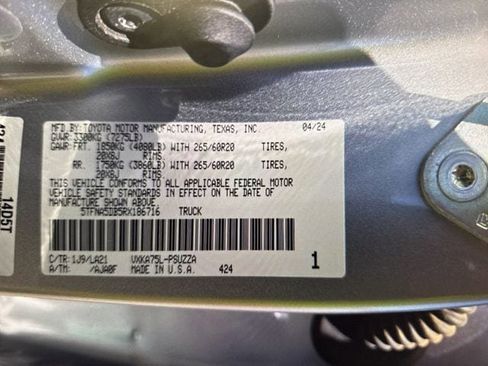 MFD.BY:TOYOTA MOTOR MANUFACTURING, TEXAS, INC. 04/24
GVWR: 3300KG (7275LB)
GAWR:FRT. 1850KG (4080LB) WITH 265/60R20 TIRES,
20X8J RIMS.
RR. 1750KG (3860LB) WITH 265/60R20 TIRES,
20X8J RIMS.
THIS VEHICLE CONFORMS TO ALL APPLICABLE FEDERAL MOTOR
VEHICLE SAFETY STANDARDS IN EFFECT ON THE DATE OF
MANUFACTURE SHOWN ABOVE.
5TFNA5DB5RX186716 TRUCK
C/TR:1J9/LA21 VXKA75L-PSUZZA
A/TM: /AJA0F MADE IN U.S.A. 424 1
14D5T